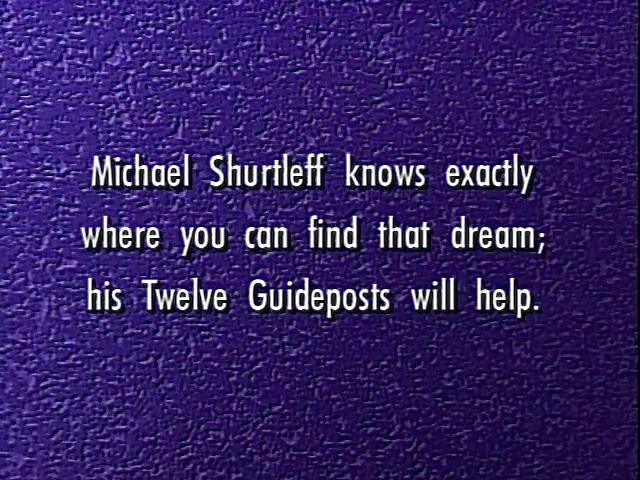 Michael Shurtleff knows exactly
where you can find that dream;
his Twelve Guideposts will help.